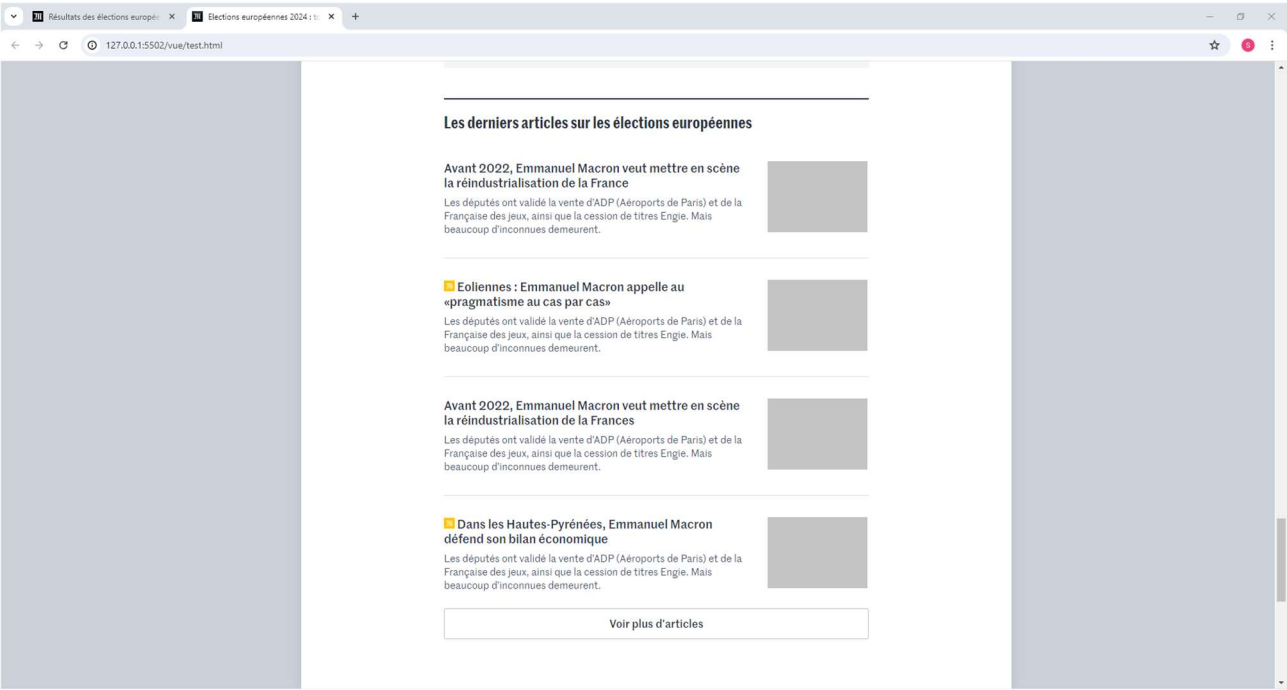 Résultats des élections europée
Elections européennes 2024 : to
127.0.0.1:5502/vue/test.html
S
Les derniers articles sur les élections européennes
Avant 2022, Emmanuel Macron veut mettre en scène
la réindustrialisation de la France
Les députés ont validé la vente d'ADP (Aéroports de Paris) et de la
Française des jeux, ainsi que la cession de titres Engie. Mais
beaucoup d'inconnues demeurent.
Eoliennes : Emmanuel Macron appelle au
«pragmatisme au cas par cas»
Les députés ont validé la vente d'ADP (Aéroports de Paris) et de la
Française des jeux, ainsi que la cession de titres Engie. Mais
beaucoup d'inconnues demeurent.
Avant 2022, Emmanuel Macron veut mettre en scène
la réindustrialisation de la Frances
Les députés ont validé la vente d'ADP (Aéroports de Paris) et de la
Française des jeux, ainsi que la cession de titres Engie. Mais
beaucoup d'inconnues demeurent.
Dans les Hautes-Pyrénées, Emmanuel Macron
défend son bilan économique
Les députés ont validé la vente d'ADP (Aéroports de Paris) et de la
Française des jeux, ainsi que la cession de titres Engie. Mais
beaucoup d'inconnues demeurent.
Voir plus d'articles